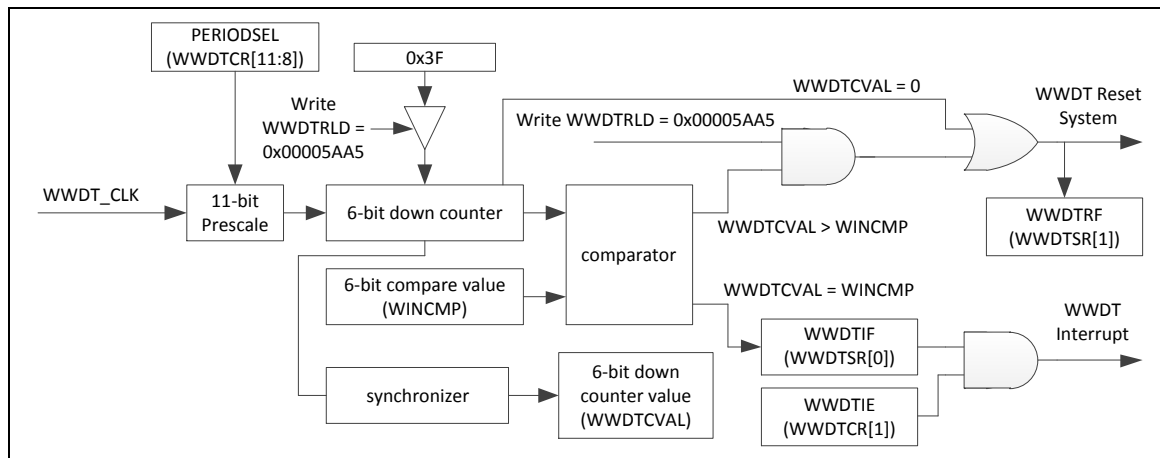 PERIODSEL
(WWDTCR[11:8])
0x3F
Write
WWDTRLD =
0x00005AA5
WWDTCVAL = 0
Write WWDTRLD = 0x00005AA5
WWDT Reset
System
WWDT_CLK
11-bit
Prescale
6-bit down counter
comparator
WWDTCVAL > WINCMP
WWDTRF
(WWDTSR[1])
6-bit compare value
(WINCMP)
WWDTCVAL = WINCMP
WWDTIF
(WWDTSR[0])
WWDT
Interrupt
synchronizer
6-bit down
counter value
(WWDTCVAL)
WWDTIE
(WWDTCR[1])